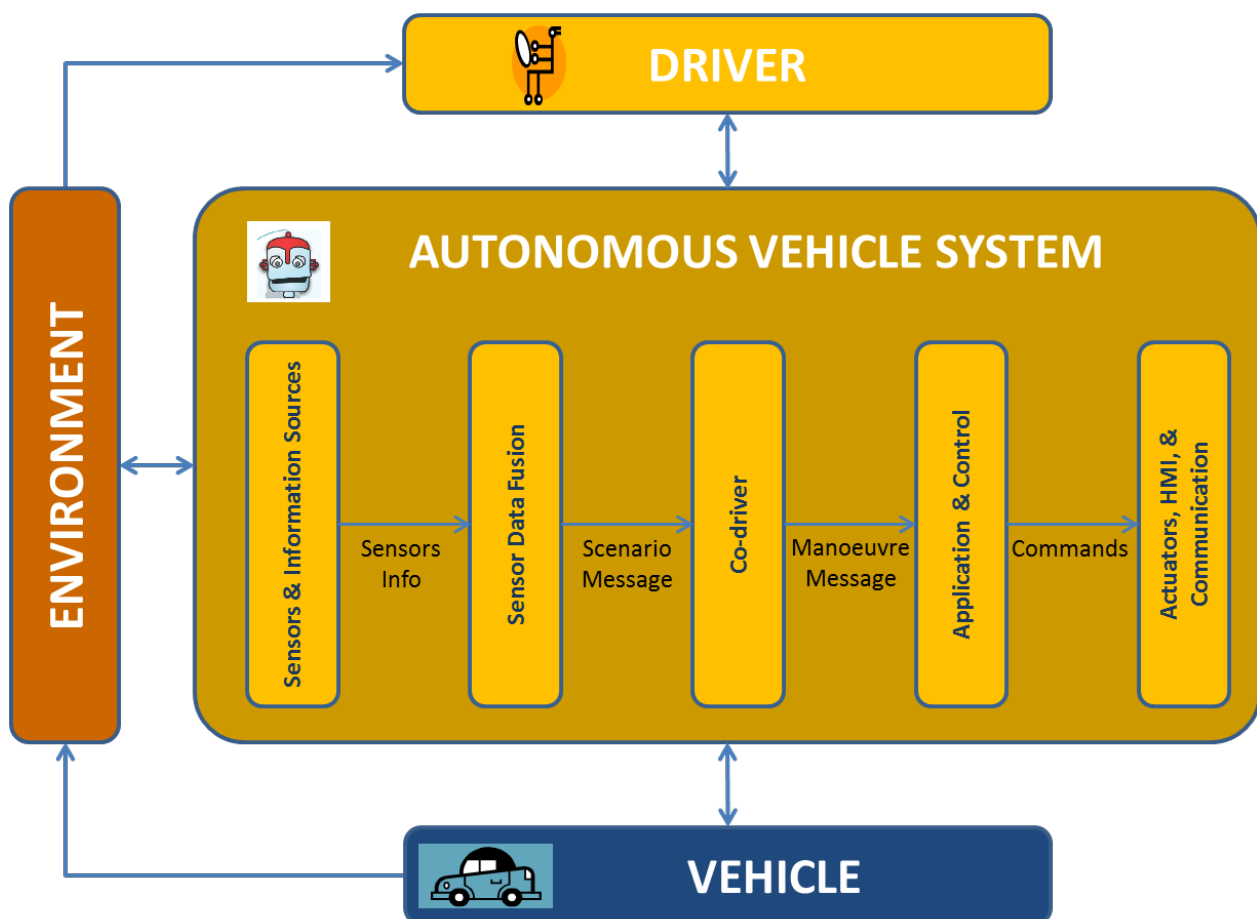 DRIVER
AUTONOMOUS VEHICLE SYSTEM
ENVIRONMENT
Sensors & Information Sources
Sensors
Info
Sensor Data Fusion
Scenario
Message
Co-driver
Manoeuvre
Message
Application & Control
Commands
Actuators, HMI, &
Communication
VEHICLE